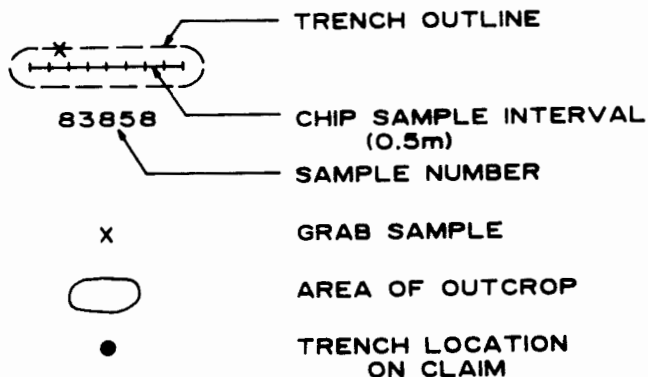 TRENCH OUTLINE
83858
CHIP SAMPLE INTERVAL
(0.5m)
SAMPLE NUMBER
x GRAB SAMPLE
AREA OF OUTCROP
TRENCH LOCATION
ON CLAIM